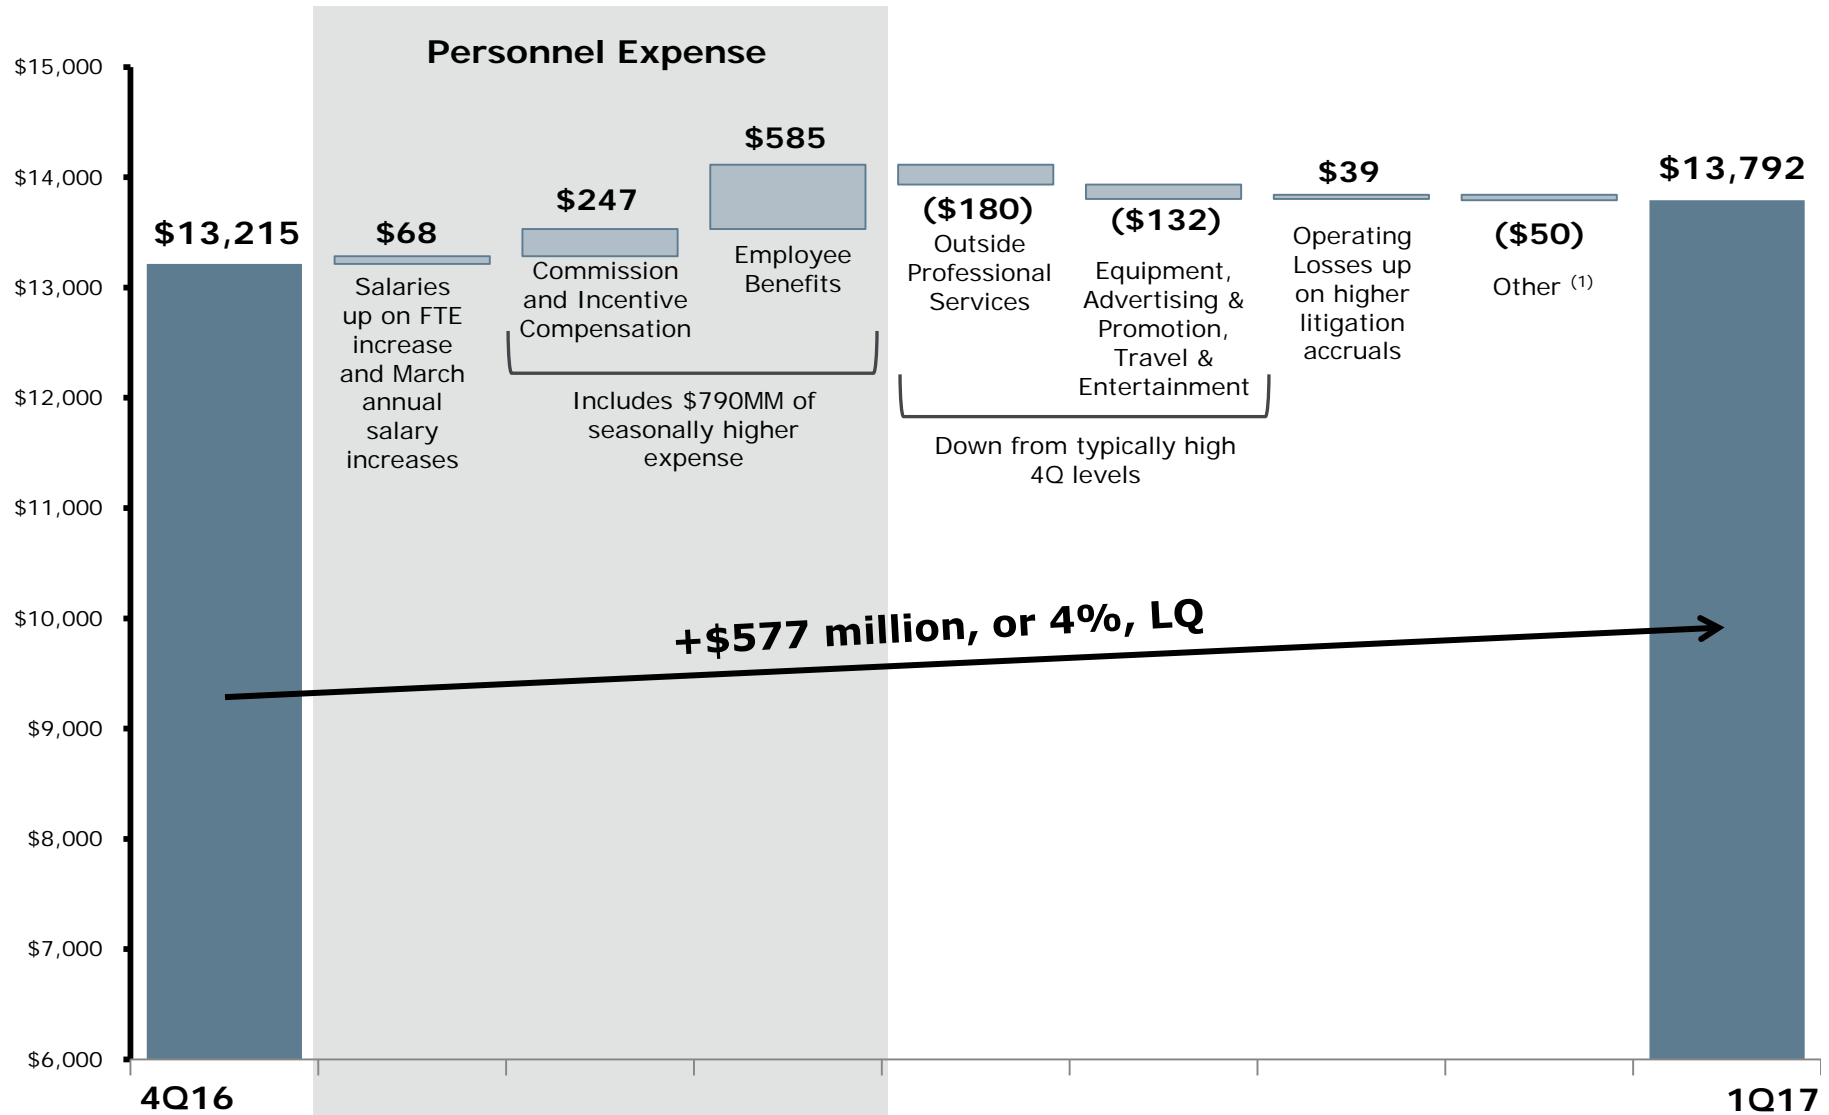 Personnel Expense
$15,000
$14,000
$13,000
$12,000
$11,000
$10,000
$9,000
$8,000
$7,000
$6,000
$13,215
$68
Salaries
up on FTE
increase
and March
annual
salary
increases
$247
Commission
and Incentive
Compensation
$585
Employee
Benefits
Includes $790MM of
seasonally higher
expense
($180)
Outside
Professional
Services
($132)
Equipment,
Advertising &
Promotion,
Travel &
Entertainment
Down from typically high
4Q levels
$39
Operating
Losses up
on higher
litigation
accruals
($50)
Other (1)
$13,792
+$577 million, or 4%, LQ
4Q16
1Q17